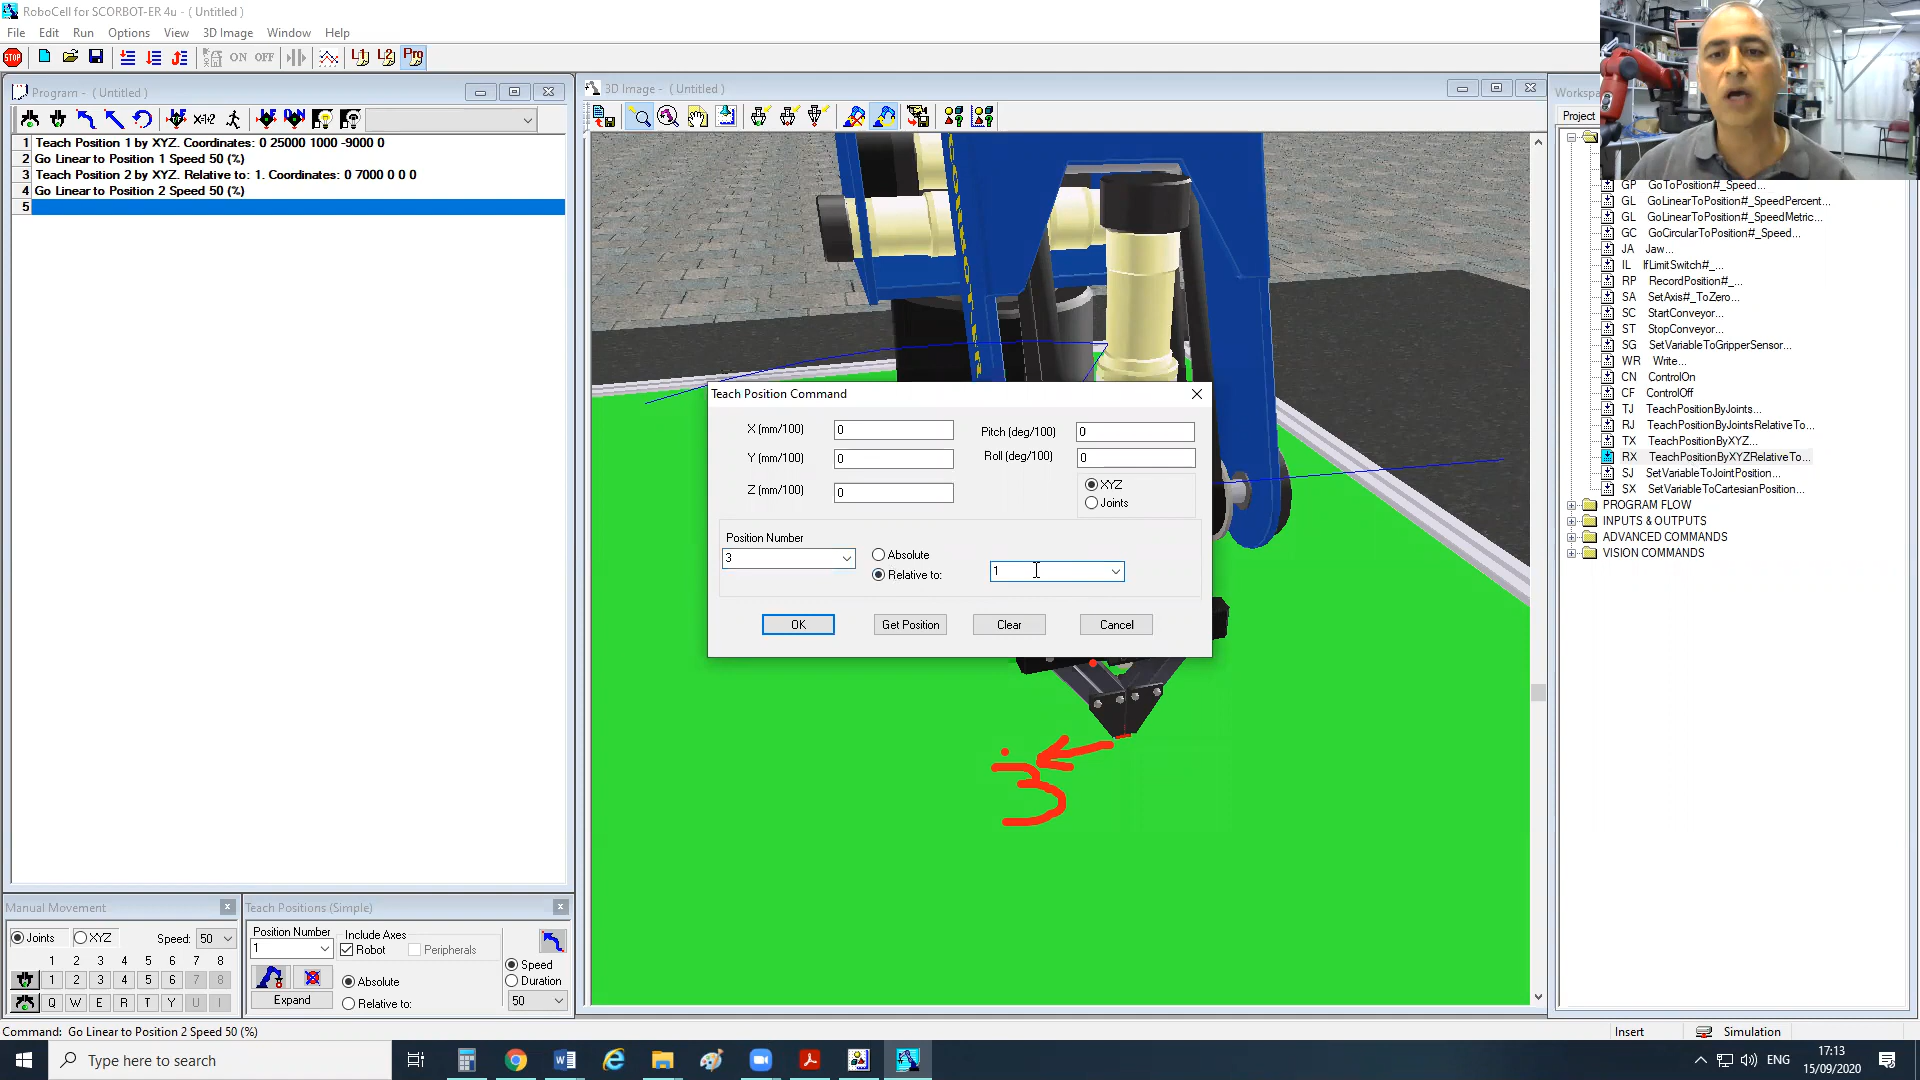 RoboCell for SCORBOT-ER 4u - ( Untitled )
File Edit Run Options View 3D Image Window Help
STOP ON OFF L1 L2 Pro
Program - ( Untitled )
3D Image - ( Untitled )
1 Teach Position 1 by XYZ. Coordinates: 0 25000 1000 -9000 0
2 Go Linear to Position 1 Speed 50 (%)
3 Teach Position 2 by XYZ. Relative to: 1. Coordinates: 0 7000 0 0 0
4 Go Linear to Position 2 Speed 50 (%)
5
Teach Position Command
X (mm/100) 0
Pitch (deg/100) 0
Y (mm/100) 0
Roll (deg/100) 0
Z (mm/100) 0
XYZ
Joints
Position Number
3
Absolute
Relative to: 1
OK Get Position Clear Cancel
3
Project
GP GoToPosition#_Speed...
GL GoLinearToPosition#_SpeedPercent...
GL GoLinearToPosition#_SpeedMetric...
GC GoCircularToPosition#_Speed...
JA Jaw...
IL IfLimitSwitch#_...
RP RecordPosition#_...
SA SetAxis#_ToZero...
SC StartConveyor...
ST StopConveyor...
SG SetVariableToGripperSensor...
WR Write...
CN ControlOn
CF ControlOff
TJ TeachPositionByJoints...
RJ TeachPositionByJointsRelativeTo...
TX TeachPositionByXYZ...
RX TeachPositionByXYZRelativeTo...
SJ SetVariableToJointPosition...
SX SetVariableToCartesianPosition...
PROGRAM FLOW
INPUTS & OUTPUTS
ADVANCED COMMANDS
VISION COMMANDS
Manual Movement
Joints XYZ Speed: 50
1 2 3 4 5 6 7 8
1 2 3 4 5 6 7 8
Q W E R T Y U I
Teach Positions (Simple)
Position Number
1
Include Axes
Robot Peripherals
Absolute
Expand
Relative to:
Speed
Duration
50
Command: Go Linear to Position 2 Speed 50 (%)
Insert Simulation
Type here to search
ENG
17:13
15/09/2020